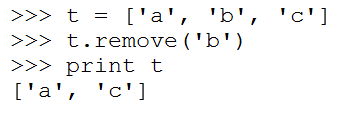 >>> t = ['a', 'b', 'c']
>>> t.remove('b')
>>> print t
['a', 'c']